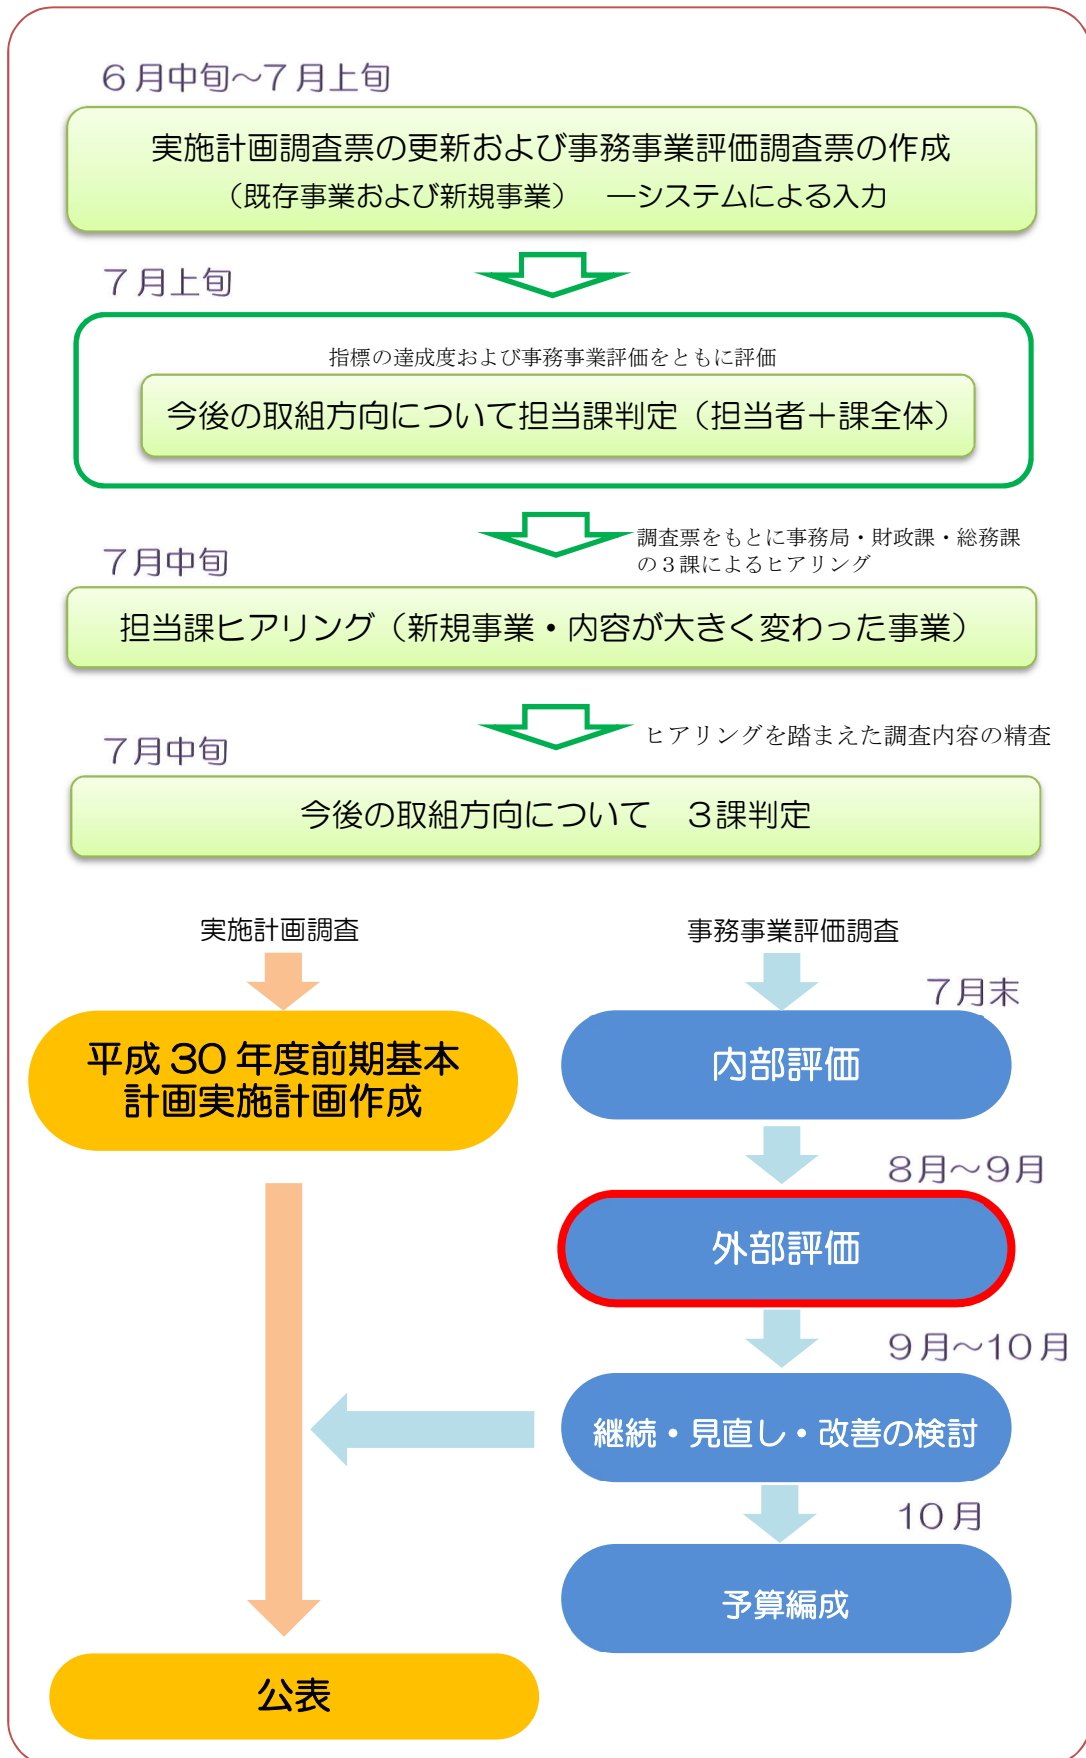 ６月中旬～７月上旬
実施計画調査票の更新および事務事業評価調査票の作成
（既存事業および新規事業）　―システムによる入力
７月上旬
指標の達成度および事務事業評価をともに評価
今後の取組方向について担当課判定（担当者＋課全体）
調査票をもとに事務局・財政課・総務課
の３課によるヒアリング
７月中旬
担当課ヒアリング（新規事業・内容が大きく変わった事業）
ヒアリングを踏まえた調査内容の精査
７月中旬
今後の取組方向について　３課判定
実施計画調査
事務事業評価調査
７月末
平成 30 年度前期基本
計画実施計画作成
内部評価
８月～９月
外部評価
９月～10月
継続・見直し・改善の検討
10月
予算編成
公表